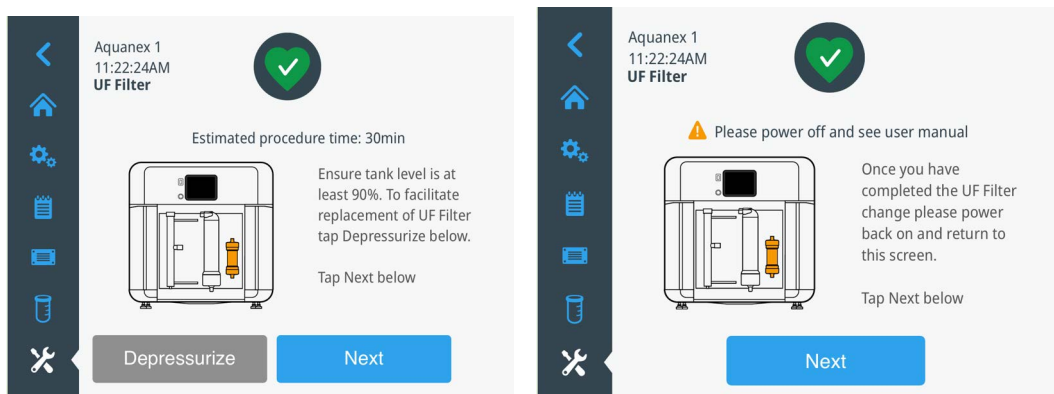 Aquanex 1
11:22:24AM
UF Filter
Estimated procedure time: 30min
Ensure tank level is at
least 90%. To facilitate
replacement of UF Filter
tap Depressurize below.
Tap Next below
Depressurize
Next
Aquanex 1
11:22:24AM
UF Filter
Please power off and see user manual
Once you have
completed the UF Filter
change please power
back on and return to
this screen.
Tap Next below
Next